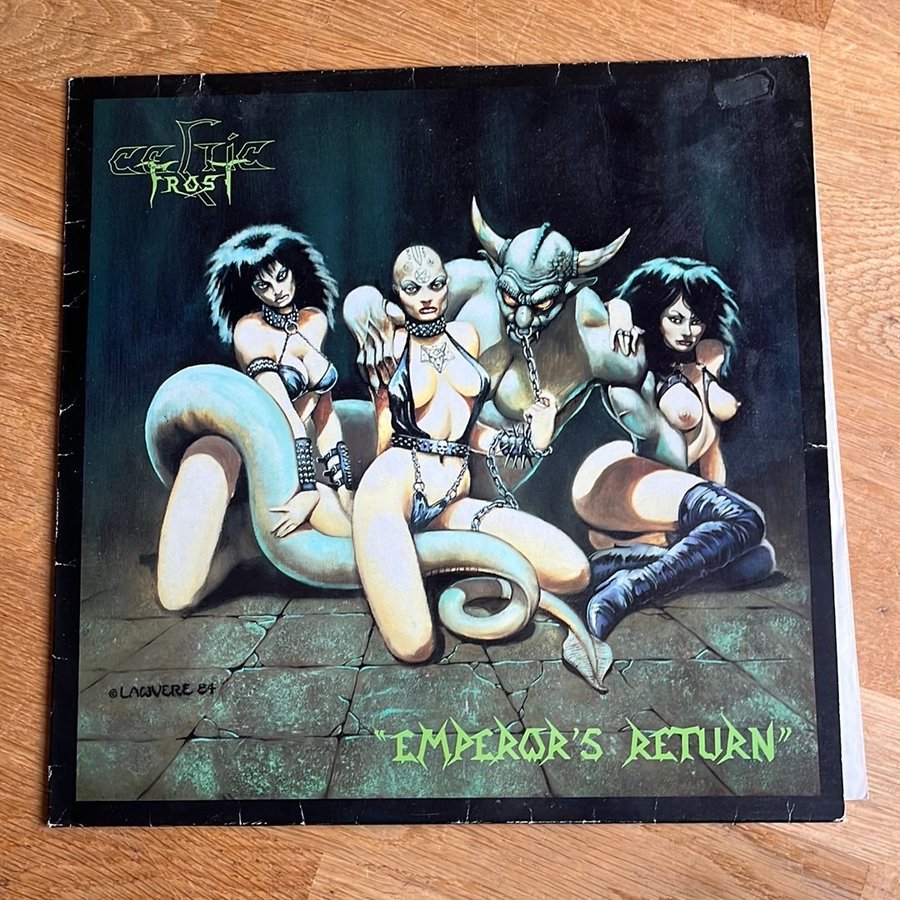 Celtic
Frost
© LAUVERE 84
"EMPEROR'S RETURN"